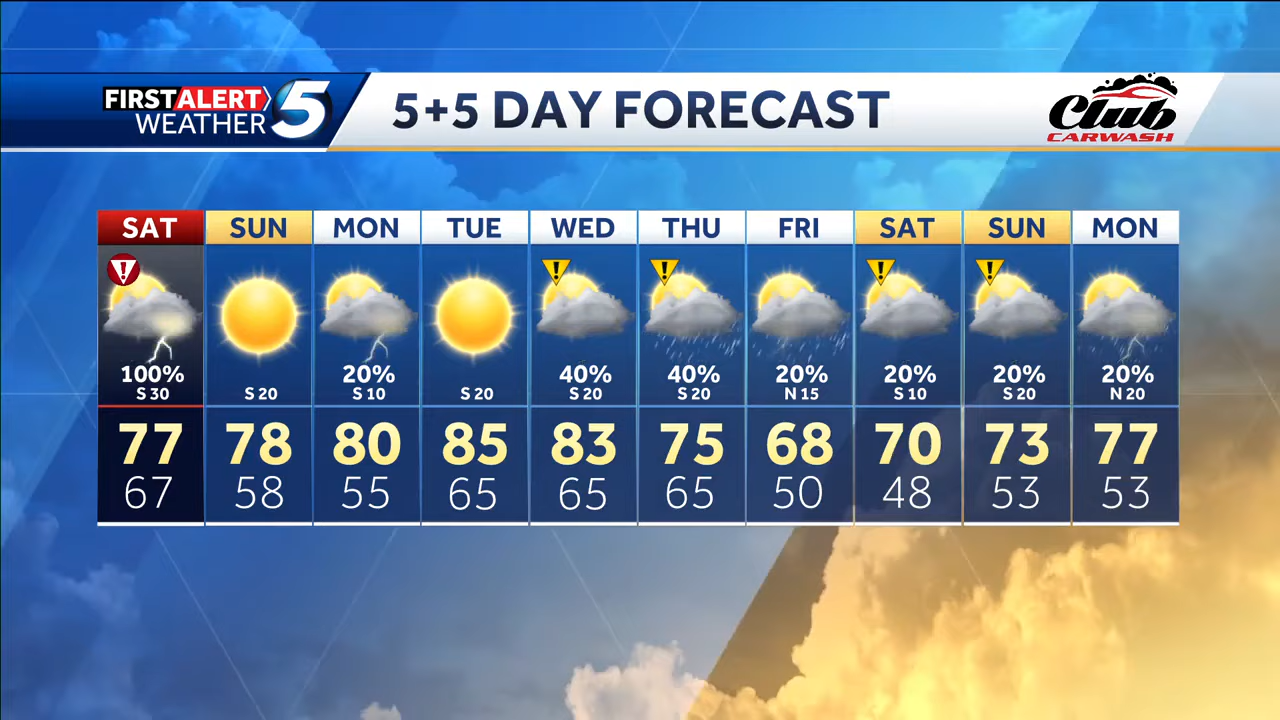 FIRST ALERT
WEATHER 5
5+5 DAY FORECAST
Club
CARWASH
SAT SUN MON TUE WED THU FRI SAT SUN MON
! ! ! ! !
100% 20% 40% 40% 20% 20% 20% 20%
S 30 S 20 S 10 S 20 S 20 S 20 N 15 S 10 S 20 N 20
77 78 80 85 83 75 68 70 73 77
67 58 55 65 65 65 50 48 53 53